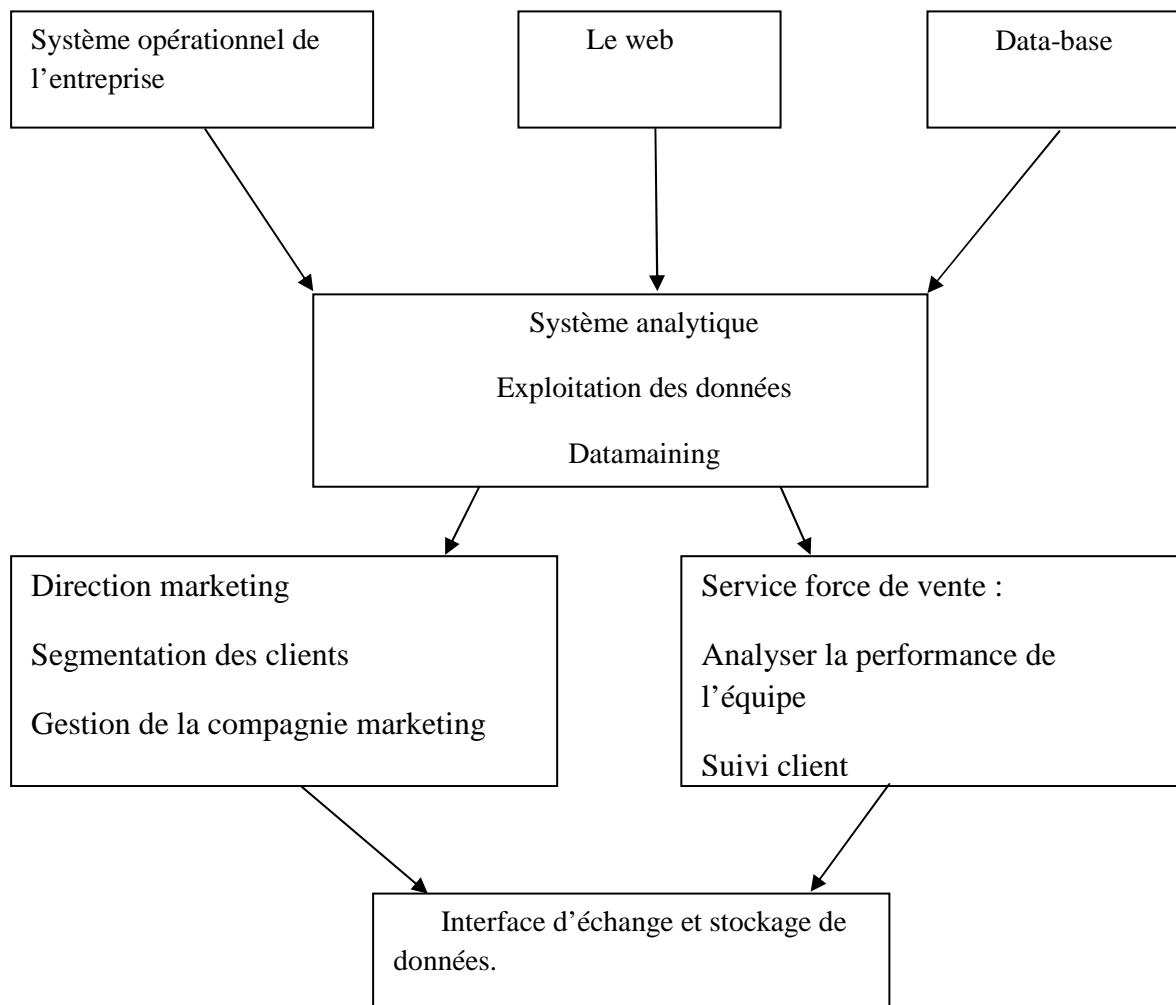 Système opérationnel de
l’entreprise
Le web
Data-base
Système analytique
Exploitation des données
Datamaining
Direction marketing
Segmentation des clients
Gestion de la compagnie marketing
Service force de vente :
Analyser la performance de
l’équipe
Suivi client
Interface d’échange et stockage de
données.